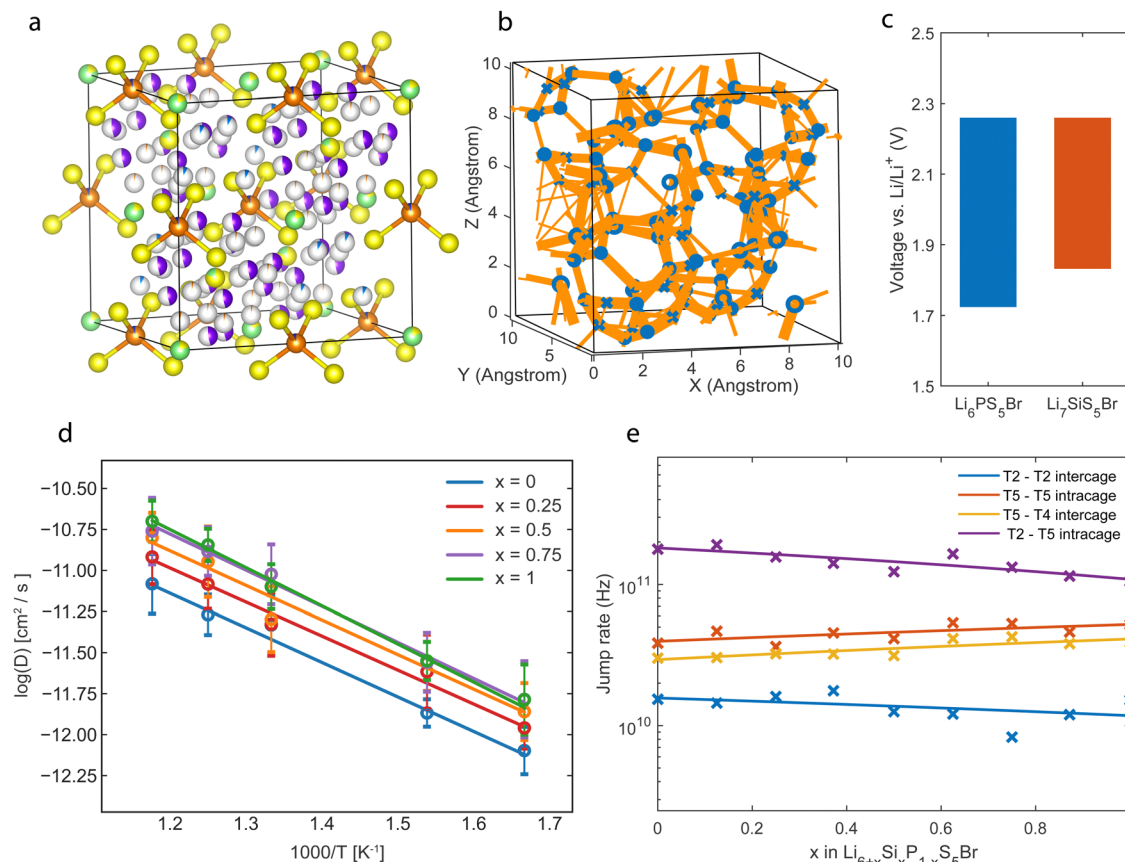 a
b
c
10
8
6
4
2
0
Z (Angstrom)
10
5
0
Y (Angstrom)
2
4
6
8
10
X (Angstrom)
2.5
2.3
2.1
1.9
1.7
1.5
Voltage vs. Li/Li⁺ (V)
Li₆PS₅Br
Li₇SiS₅Br
d
−10.50
−10.75
−11.00
−11.25
−11.50
−11.75
−12.00
−12.25
log(D) [cm² / s]
x = 0
x = 0.25
x = 0.5
x = 0.75
x = 1
1.2
1.3
1.4
1.5
1.6
1.7
1000/T [K⁻¹]
e
T2 - T2 intercage
T5 - T5 intracage
T5 - T4 intercage
T2 - T5 intracage
10¹¹
10¹⁰
Jump rate (Hz)
0
0.2
0.4
0.6
0.8
x in Li₆₊ₓSiₓP₁₋ₓS₅Br